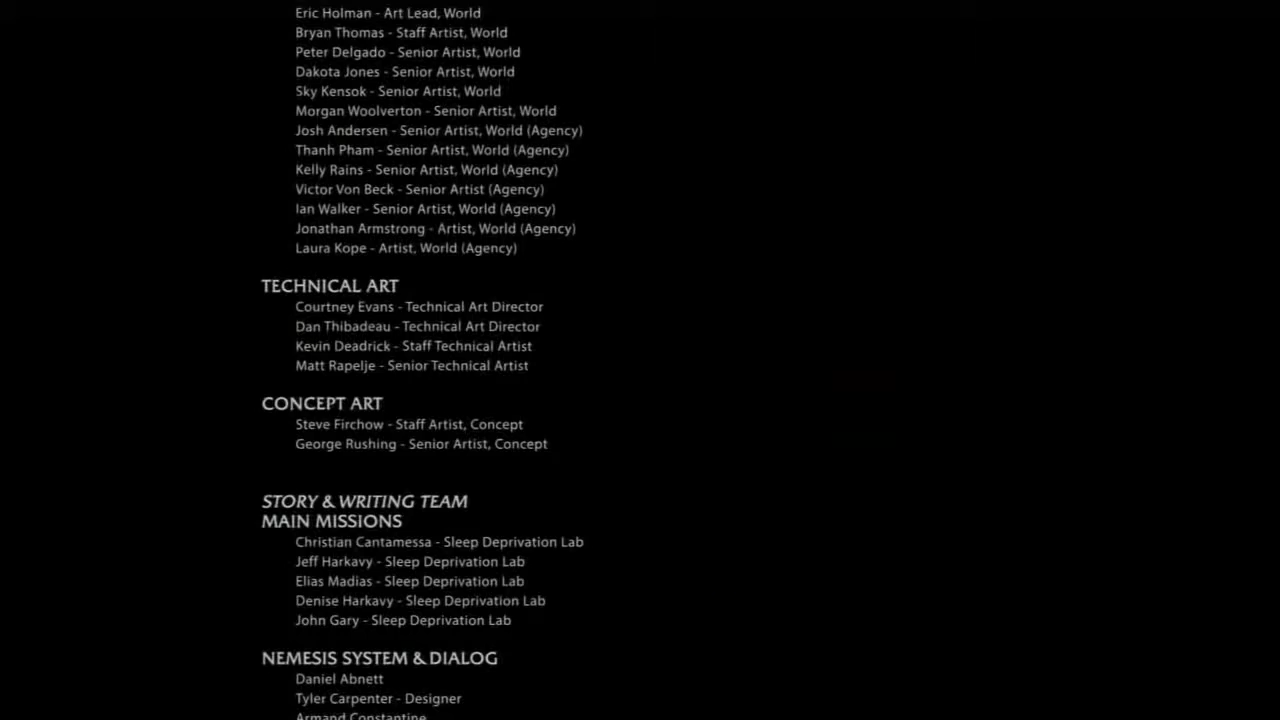 Eric Holman - Art Lead, World
Bryan Thomas - Staff Artist, World
Peter Delgado - Senior Artist, World
Dakota Jones - Senior Artist, World
Sky Kensok - Senior Artist, World
Morgan Woolverton - Senior Artist, World
Josh Andersen - Senior Artist, World (Agency)
Thanh Pham - Senior Artist, World (Agency)
Kelly Rains - Senior Artist, World (Agency)
Victor Von Beck - Senior Artist (Agency)
Ian Walker - Senior Artist, World (Agency)
Jonathan Armstrong - Artist, World (Agency)
Laura Kope - Artist, World (Agency)
TECHNICAL ART
Courtney Evans - Technical Art Director
Dan Thibadeau - Technical Art Director
Kevin Deadrick - Staff Technical Artist
Matt Rapelje - Senior Technical Artist
CONCEPT ART
Steve Firchow - Staff Artist, Concept
George Rushing - Senior Artist, Concept
STORY & WRITING TEAM
MAIN MISSIONS
Christian Cantamessa - Sleep Deprivation Lab
Jeff Harkavy - Sleep Deprivation Lab
Elias Madias - Sleep Deprivation Lab
Denise Harkavy - Sleep Deprivation Lab
John Gary - Sleep Deprivation Lab
NEMESIS SYSTEM & DIALOG
Daniel Abnett
Tyler Carpenter - Designer
Armand Constantine